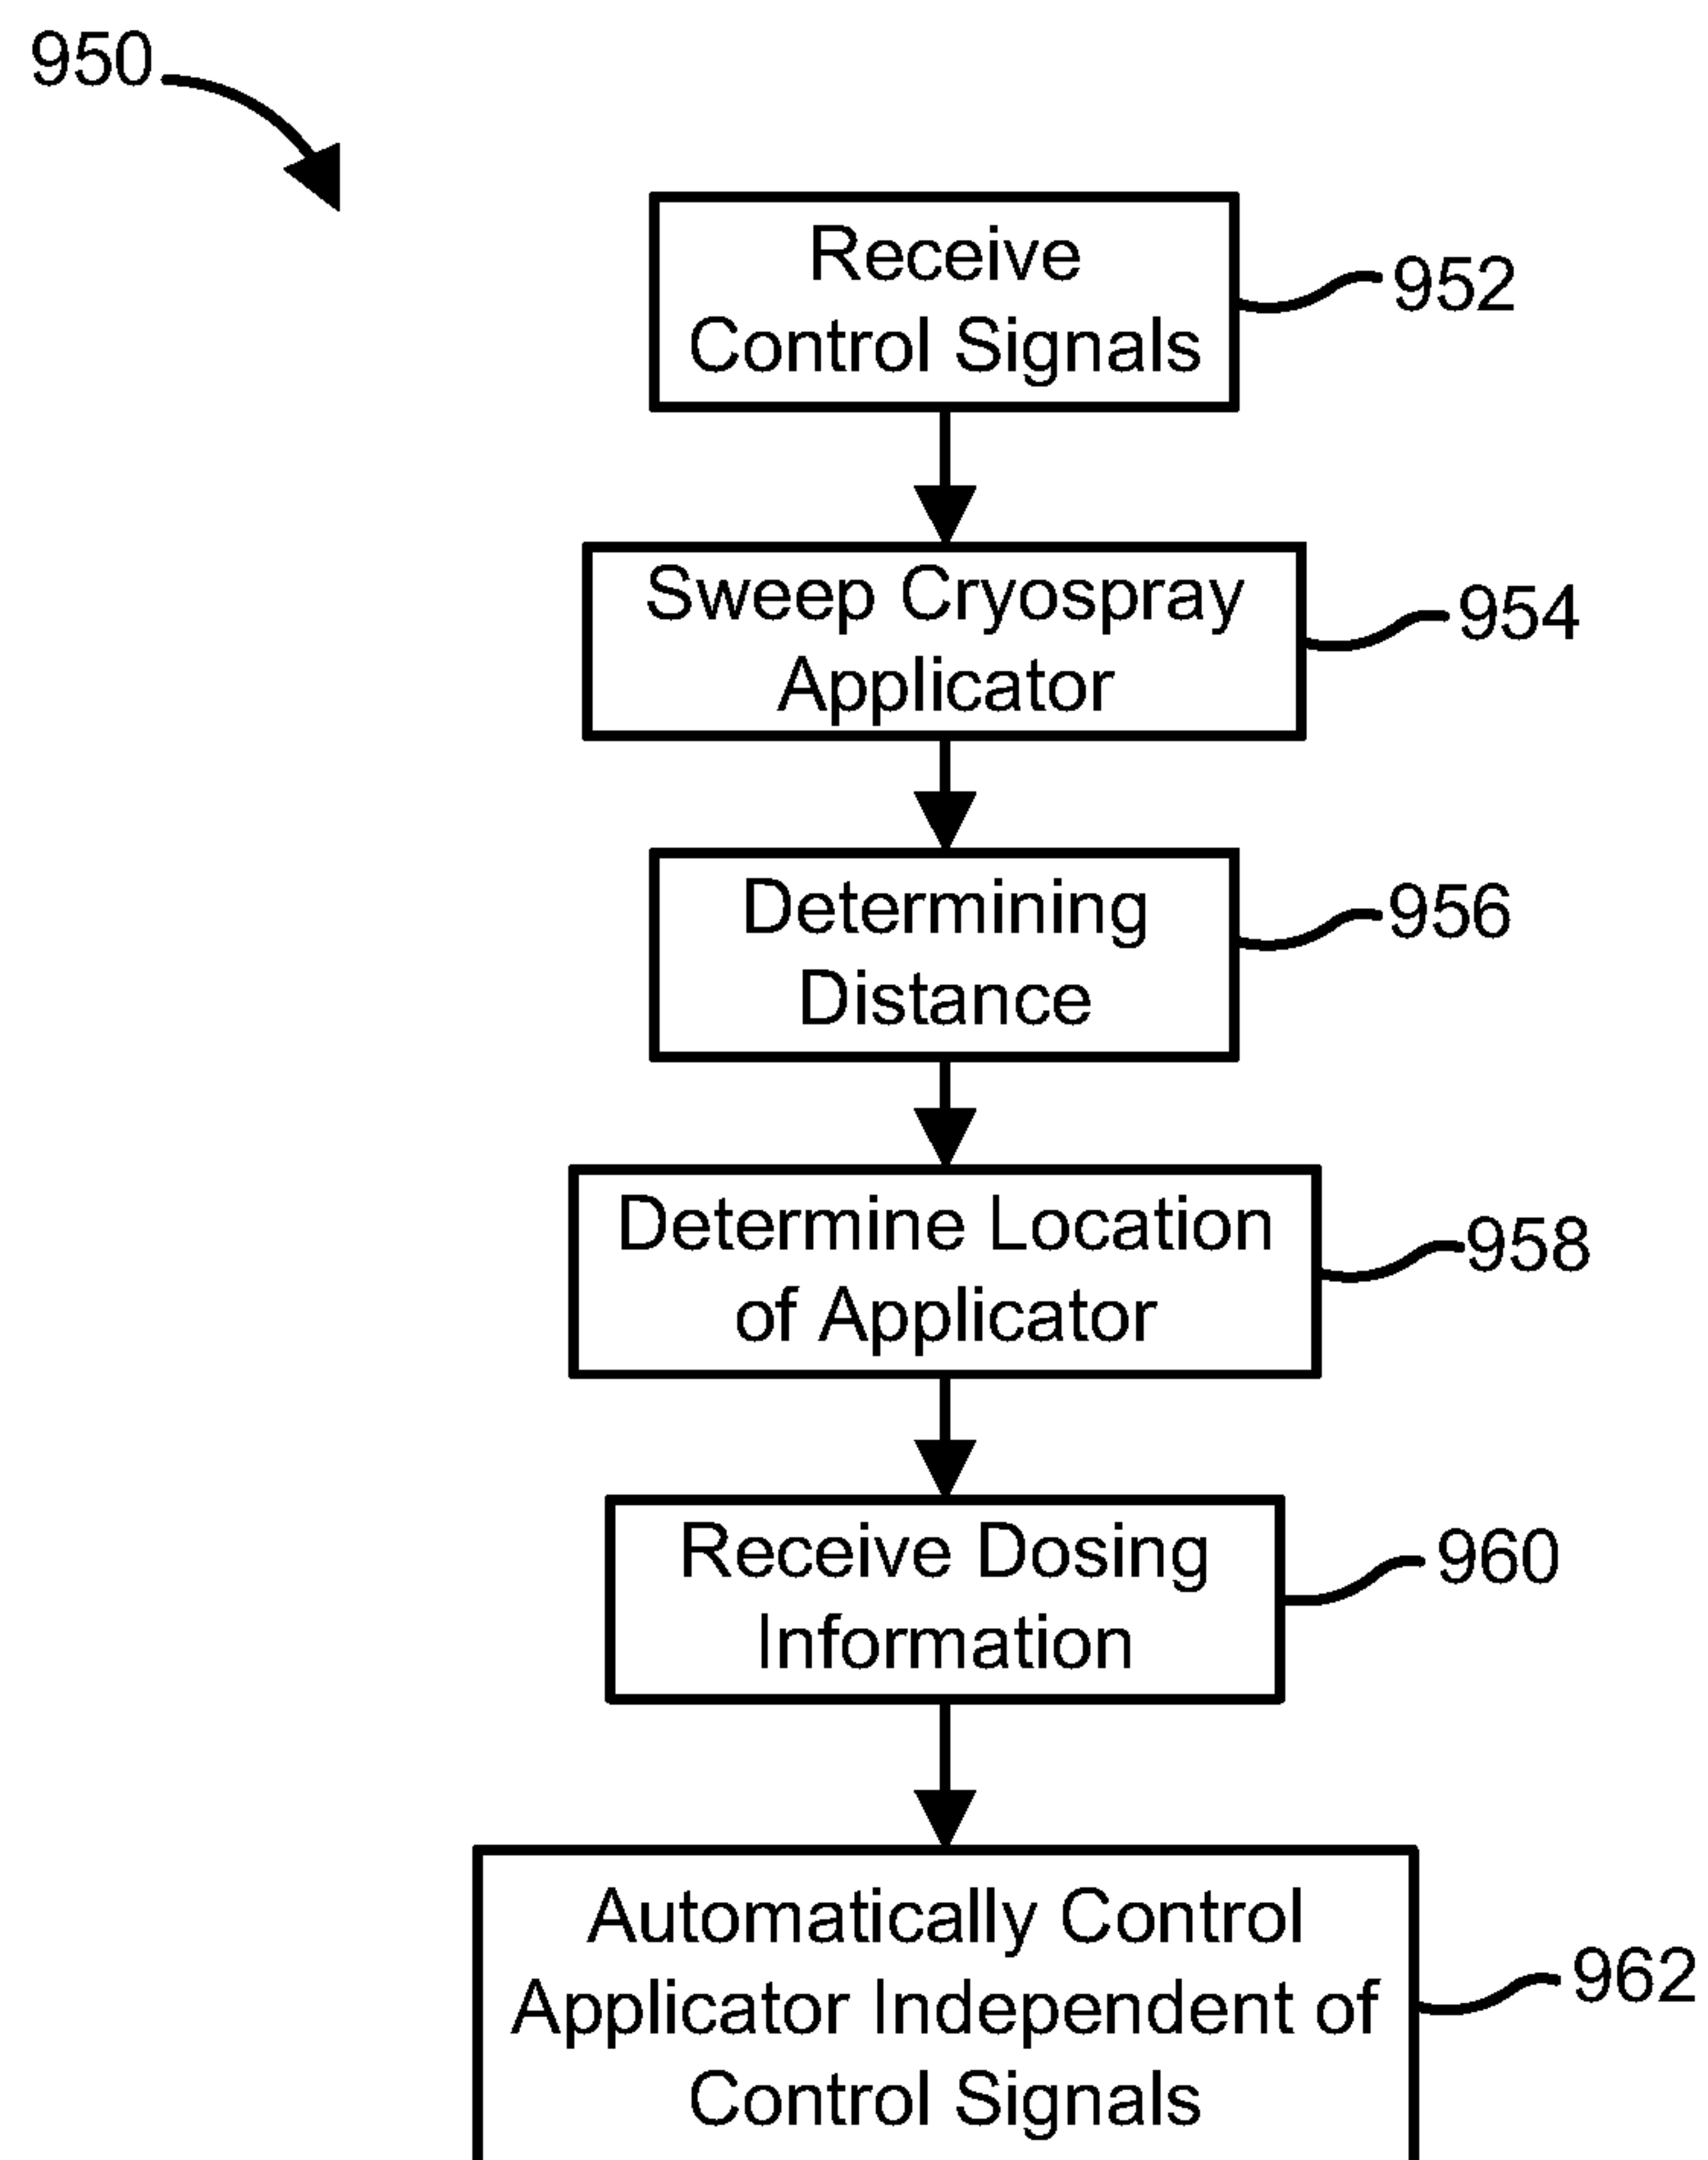 950
Receive
Control Signals
952
Sweep Cryospray
Applicator
954
Determining
Distance
956
Determine Location
of Applicator
958
Receive Dosing
Information
960
Automatically Control
Applicator Independent of
Control Signals
962